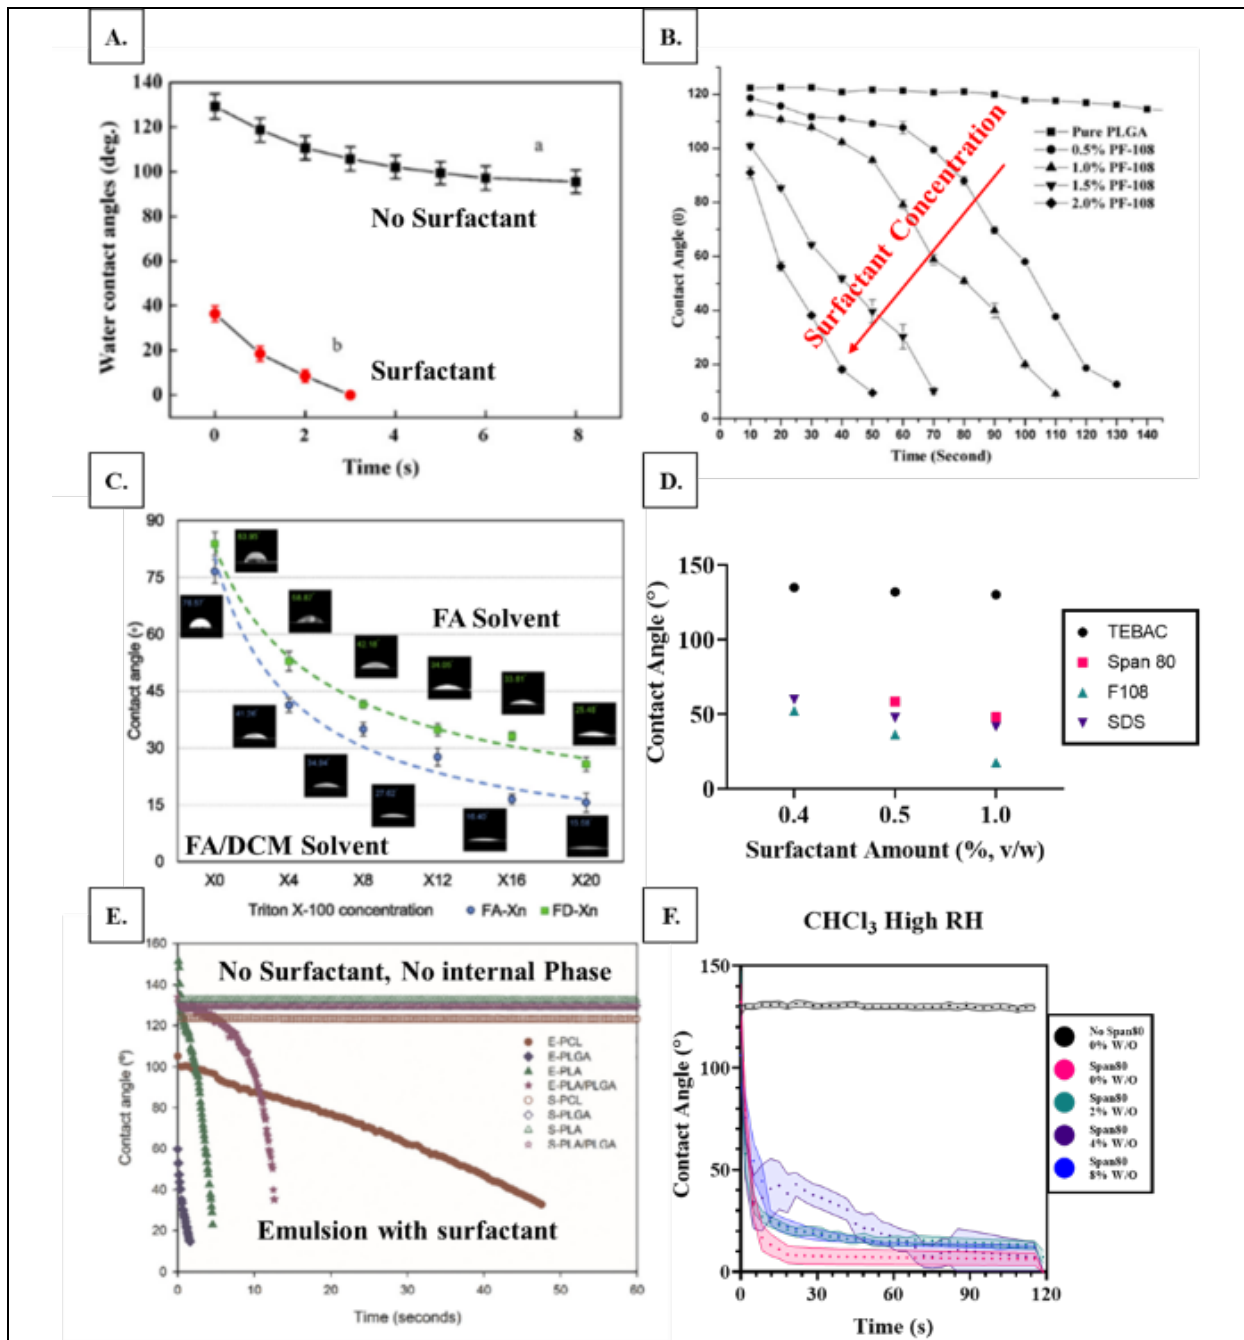 A.
140
120
100
80
60
40
20
0
Water contact angles (deg.)
a
No Surfactant
b
Surfactant
0 2 4 6 8
Time (s)
B.
120
100
80
60
40
20
0
Contact Angle (θ)
Pure PLGA
0.5% PF-108
1.0% PF-108
1.5% PF-108
2.0% PF-108
Surfactant Concentration
0 10 20 30 40 50 60 70 80 90 100 110 120 130 140
Time (Second)
C.
90
75
60
45
30
15
0
Contact angle (°)
FA Solvent
42.18°
34.05°
FA/DCM Solvent
X0 X4 X8 X12 X16 X20
Triton X-100 concentration FA-Xn FD-Xn
D.
150
100
50
0
Contact Angle (°)
TEBAC
Span 80
F108
SDS
0.4 0.5 1.0
Surfactant Amount (%, v/w)
E.
160
140
120
100
80
60
40
20
0
Contact angle (°)
No Surfactant, No internal Phase
E-PCL
E-PLGA
E-PLA
E-PLA/PLGA
S-PCL
S-PLGA
S-PLA
S-PLA/PLGA
Emulsion with surfactant
0 10 20 30 40 50 60
Time (seconds)
F.
CHCl₃ High RH
150
100
50
0
Contact Angle (°)
No Span80
0% W/O
Span80
0% W/O
Span80
2% W/O
Span80
4% W/O
Span80
8% W/O
0 30 60 90 120
Time (s)